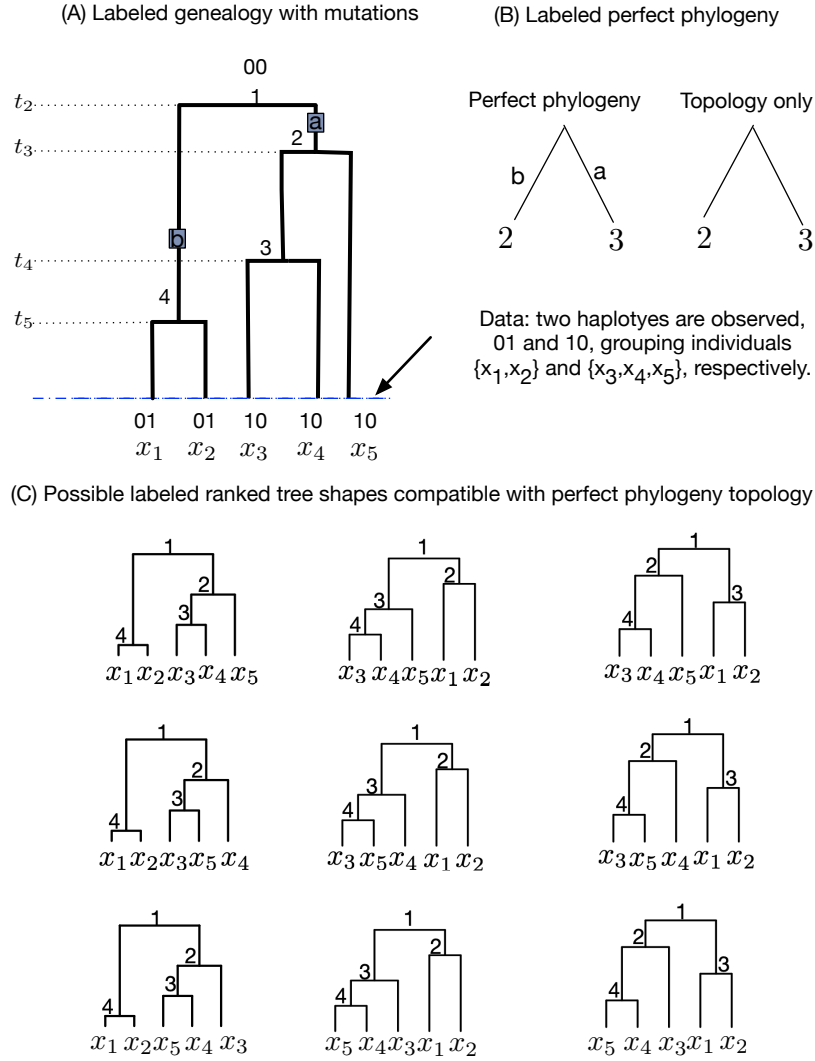 (A) Labeled genealogy with mutations
(B) Labeled perfect phylogeny
00
t2
1
a
t3
2
b
t4
3
4
t5
01 01 10 10 10
x1 x2 x3 x4 x5
Perfect phylogeny Topology only
b a
2 3 2 3
Data: two haplotyes are observed,
01 and 10, grouping individuals
{x1,x2} and {x3,x4,x5}, respectively.
(C) Possible labeled ranked tree shapes compatible with perfect phylogeny topology
1
2
3
4
x1 x2 x3 x4 x5
1
2
3
4
x3 x4 x5 x1 x2
1
2
3
4
x3 x4 x5 x1 x2
1
2
3
4
x1 x2 x3 x5 x4
1
2
3
4
x3 x5 x4 x1 x2
1
2
3
4
x3 x5 x4 x1 x2
1
2
3
4
x1 x2 x5 x4 x3
1
2
3
4
x5 x4 x3 x1 x2
1
2
3
4
x5 x4 x3 x1 x2